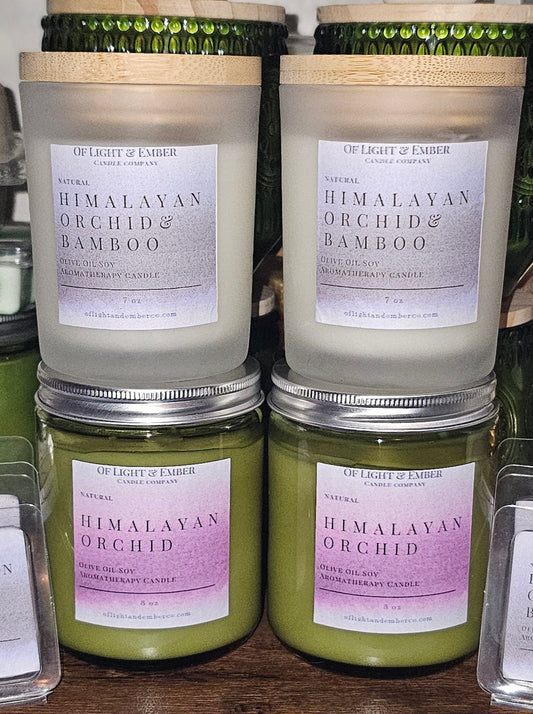 Of Light & Ember
Candle Company
Natural
Himalayan
Orchid &
Bamboo
Olive Oil Soy
Aromatherapy Candle
7 oz
oflightandemberco.com
Of Light & Ember
Candle Company
Natural
Himalayan
Orchid &
Bamboo
Olive Oil Soy
Aromatherapy Candle
7 oz
oflightandemberco.com
Of Light & Ember
Candle Company
Natural
Himalayan
Orchid
Olive Oil Soy
Aromatherapy Candle
8 oz
oflightandemberco.com
Of Light & Ember
Candle Company
Natural
Himalayan
Orchid
Olive Oil Soy
Aromatherapy Candle
8 oz
oflightandemberco.com